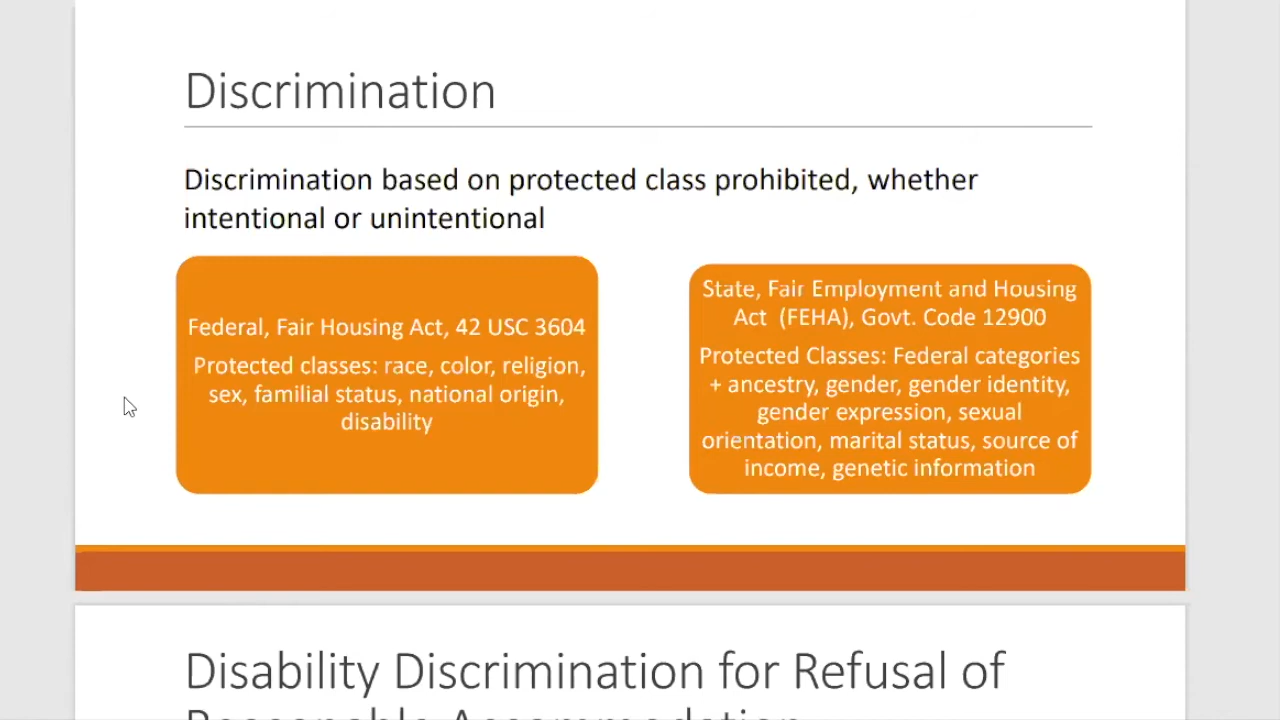 Discrimination
Discrimination based on protected class prohibited, whether
intentional or unintentional
Federal, Fair Housing Act, 42 USC 3604
Protected classes: race, color, religion,
sex, familial status, national origin,
disability
State, Fair Employment and Housing
Act  (FEHA), Govt. Code 12900
Protected Classes: Federal categories
+ ancestry, gender, gender identity,
gender expression, sexual
orientation, marital status, source of
income, genetic information
Disability Discrimination for Refusal of
Reasonable Accommodation